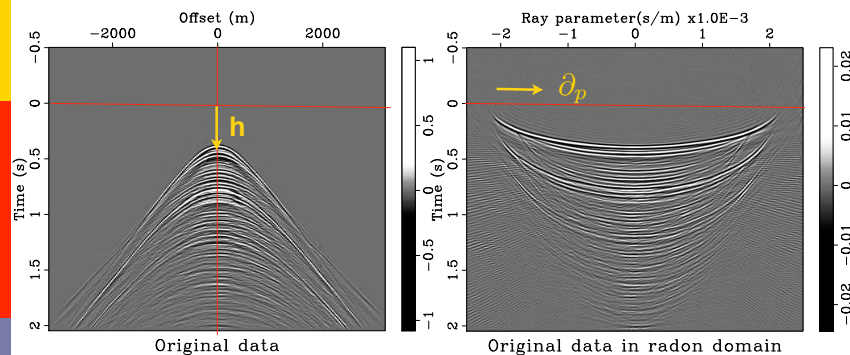 Offset (m)
−2000 0 2000
−0.5 0 0.5 1 1.5 2
Time (s)
h
1 0.5 0 −0.5 −1
Original data
Ray parameter(s/m) x1.0E−3
−2 −1 0 1 2
−0.5 0 0.5 1 1.5 2
Time (s)
∂p
0.02 0.01 0 −0.01 −0.02
Original data in radon domain